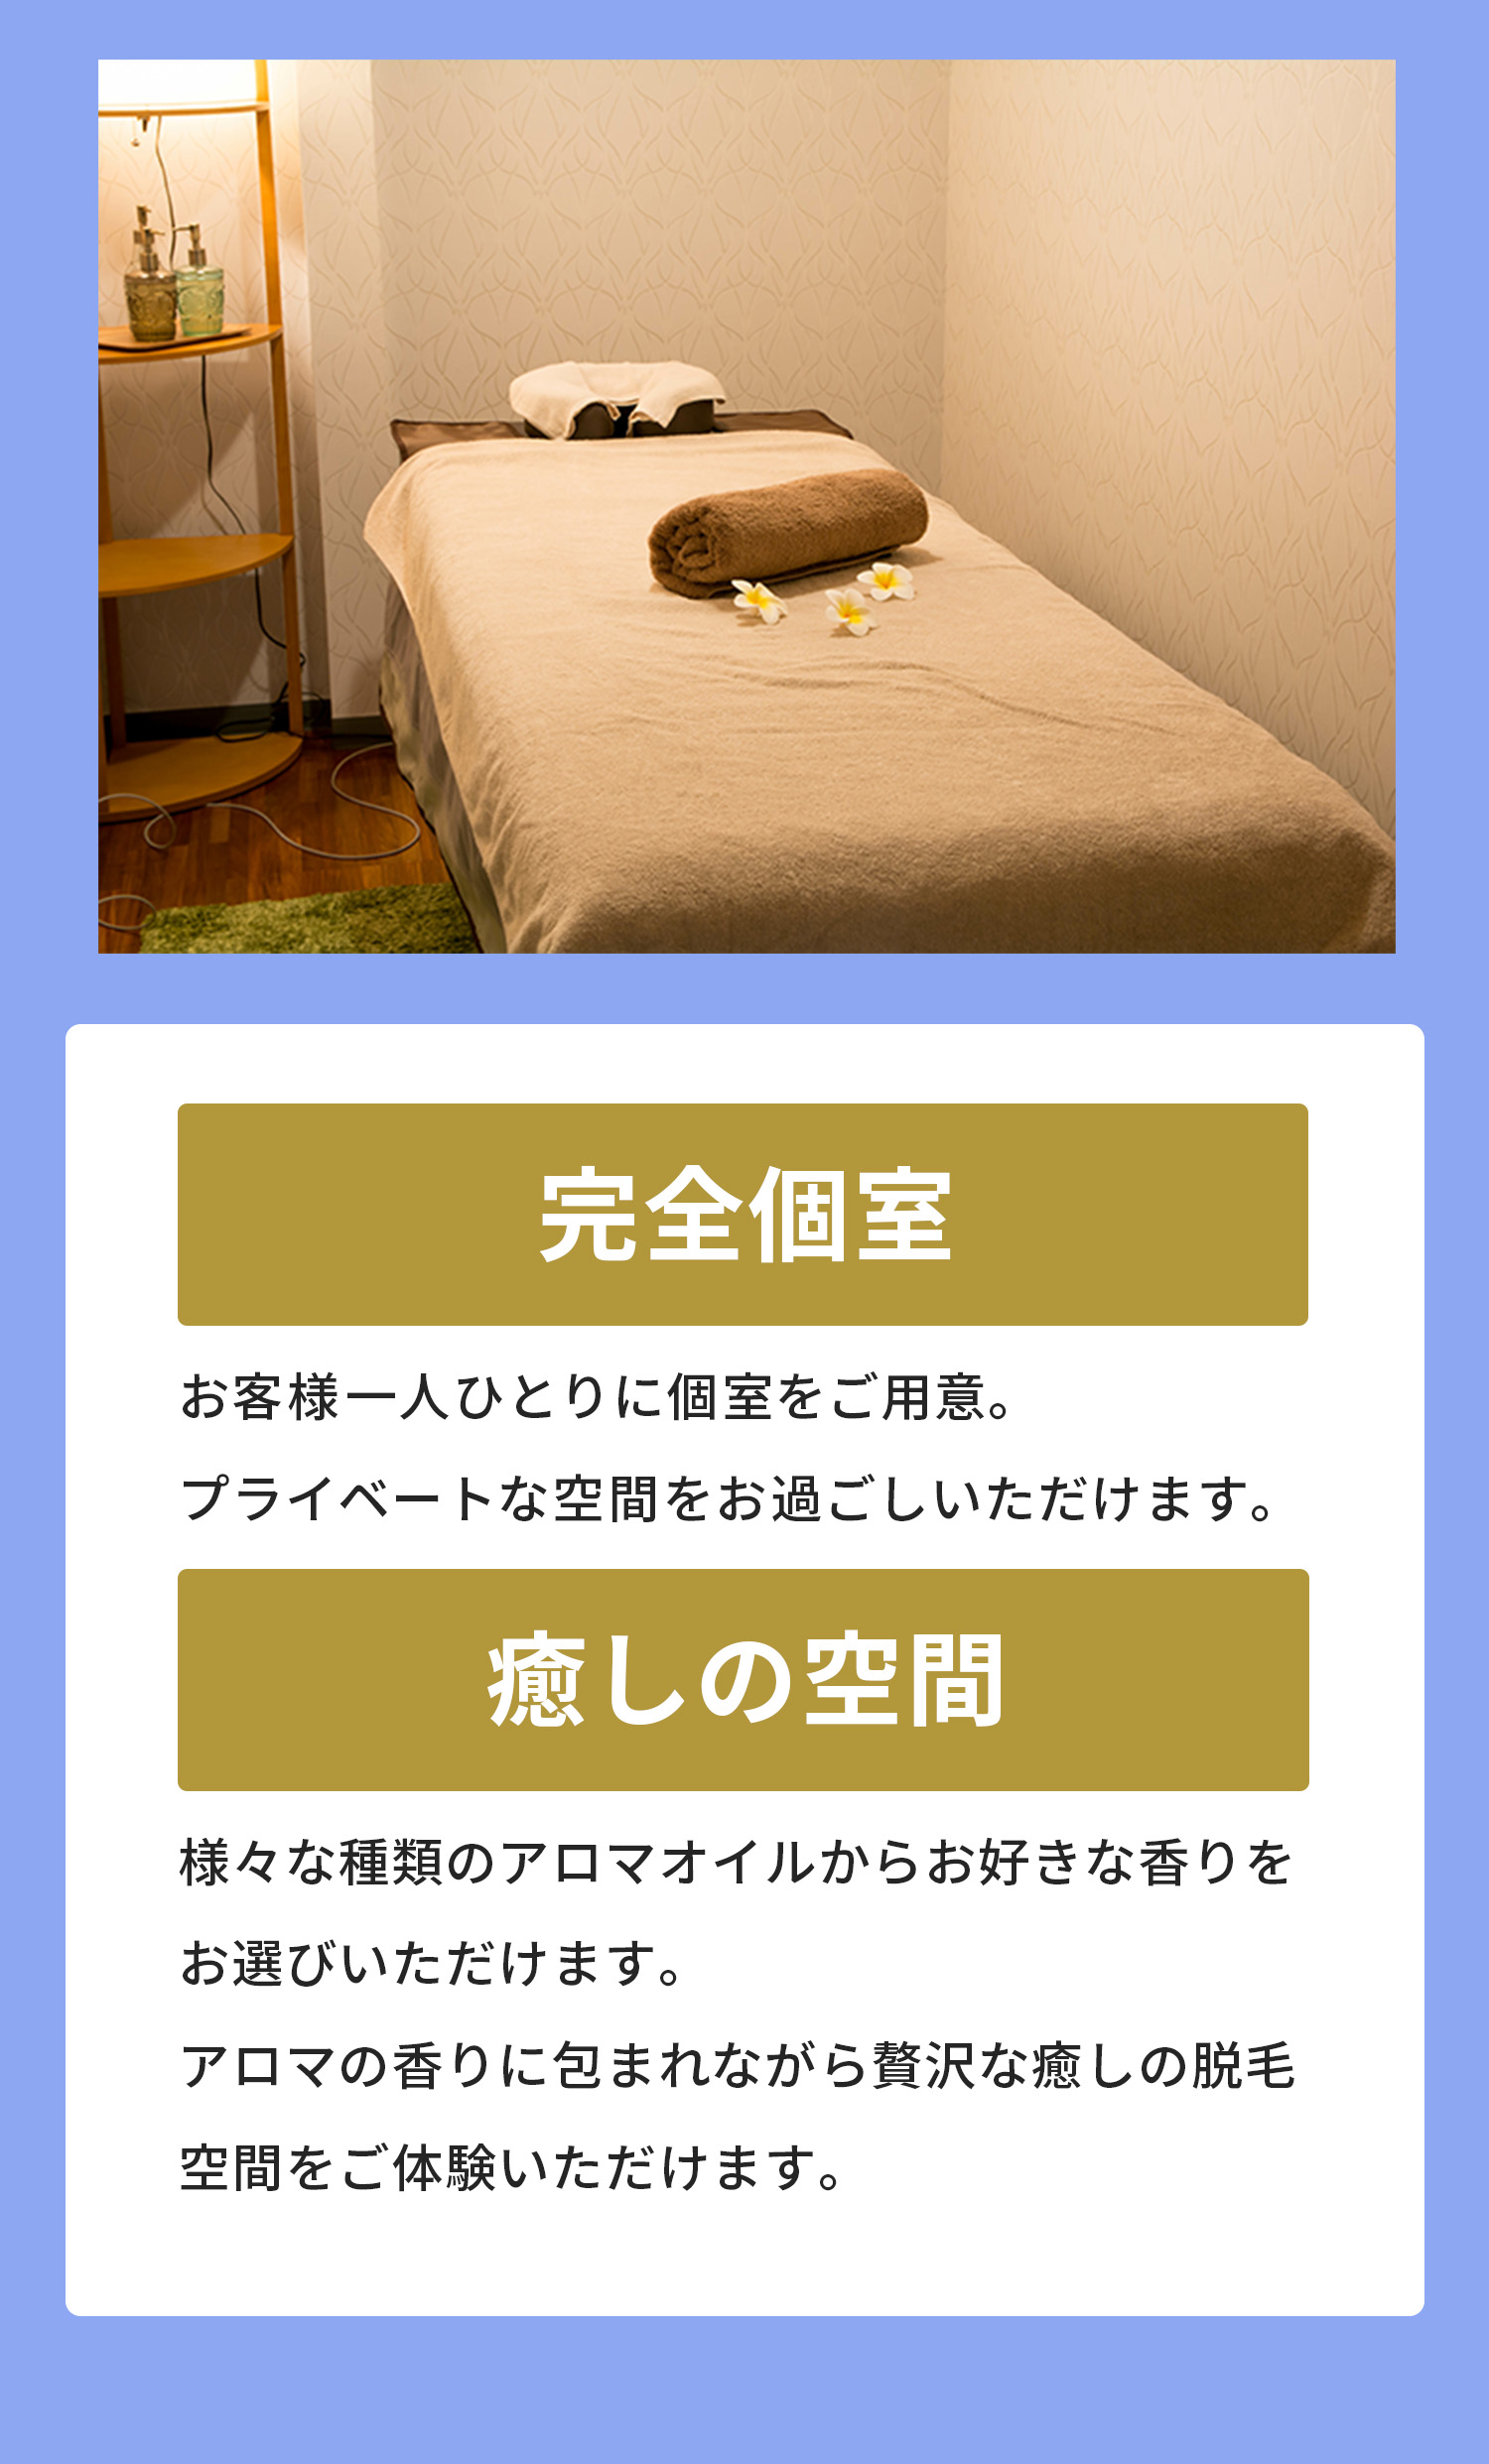 完全個室
お客様一人ひとりに個室をご用意。
プライベートな空間をお過ごしいただけます。
癒しの空間
様々な種類のアロマオイルからお好きな香りを
お選びいただけます。
アロマの香りに包まれながら贅沢な癒しの脱毛
空間をご体験いただけます。